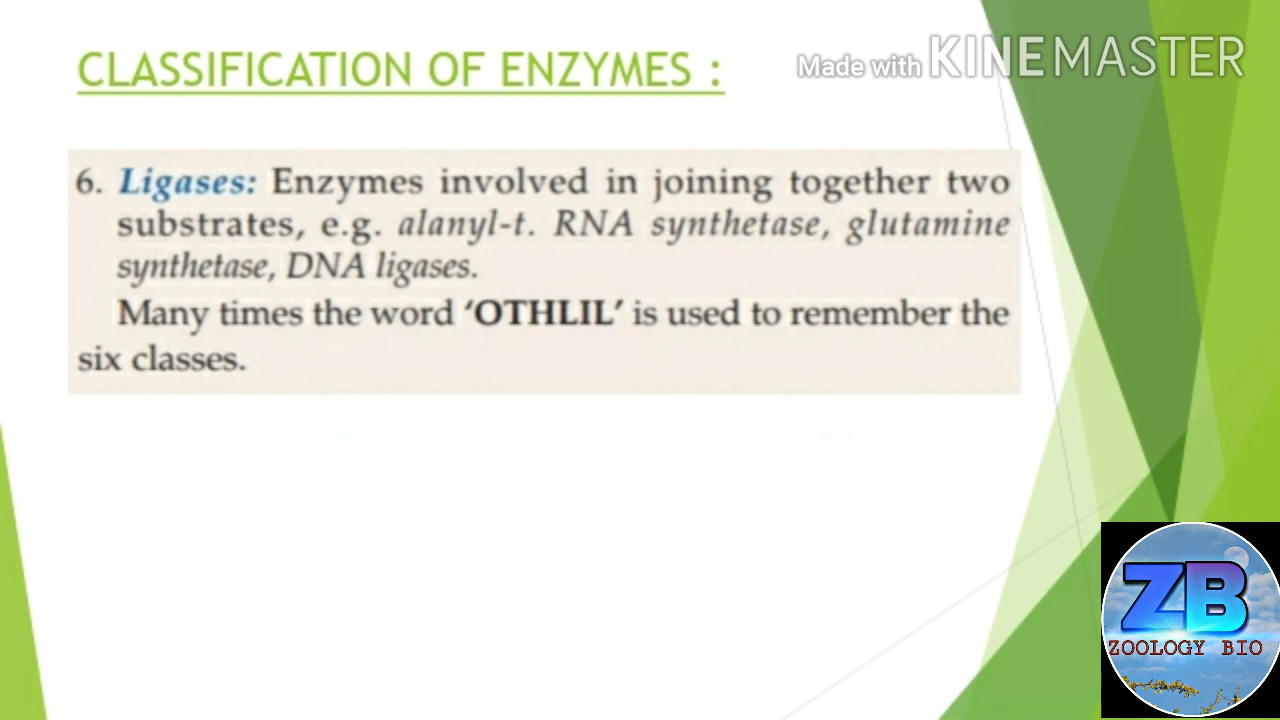 CLASSIFICATION OF ENZYMES :
Made with KINEMASTER
6. Ligases: Enzymes involved in joining together two
substrates, e.g. alanyl-t. RNA synthetase, glutamine
synthetase, DNA ligases.
Many times the word ‘OTHLIL’ is used to remember the
six classes.
ZB
ZOOLOGY BIO